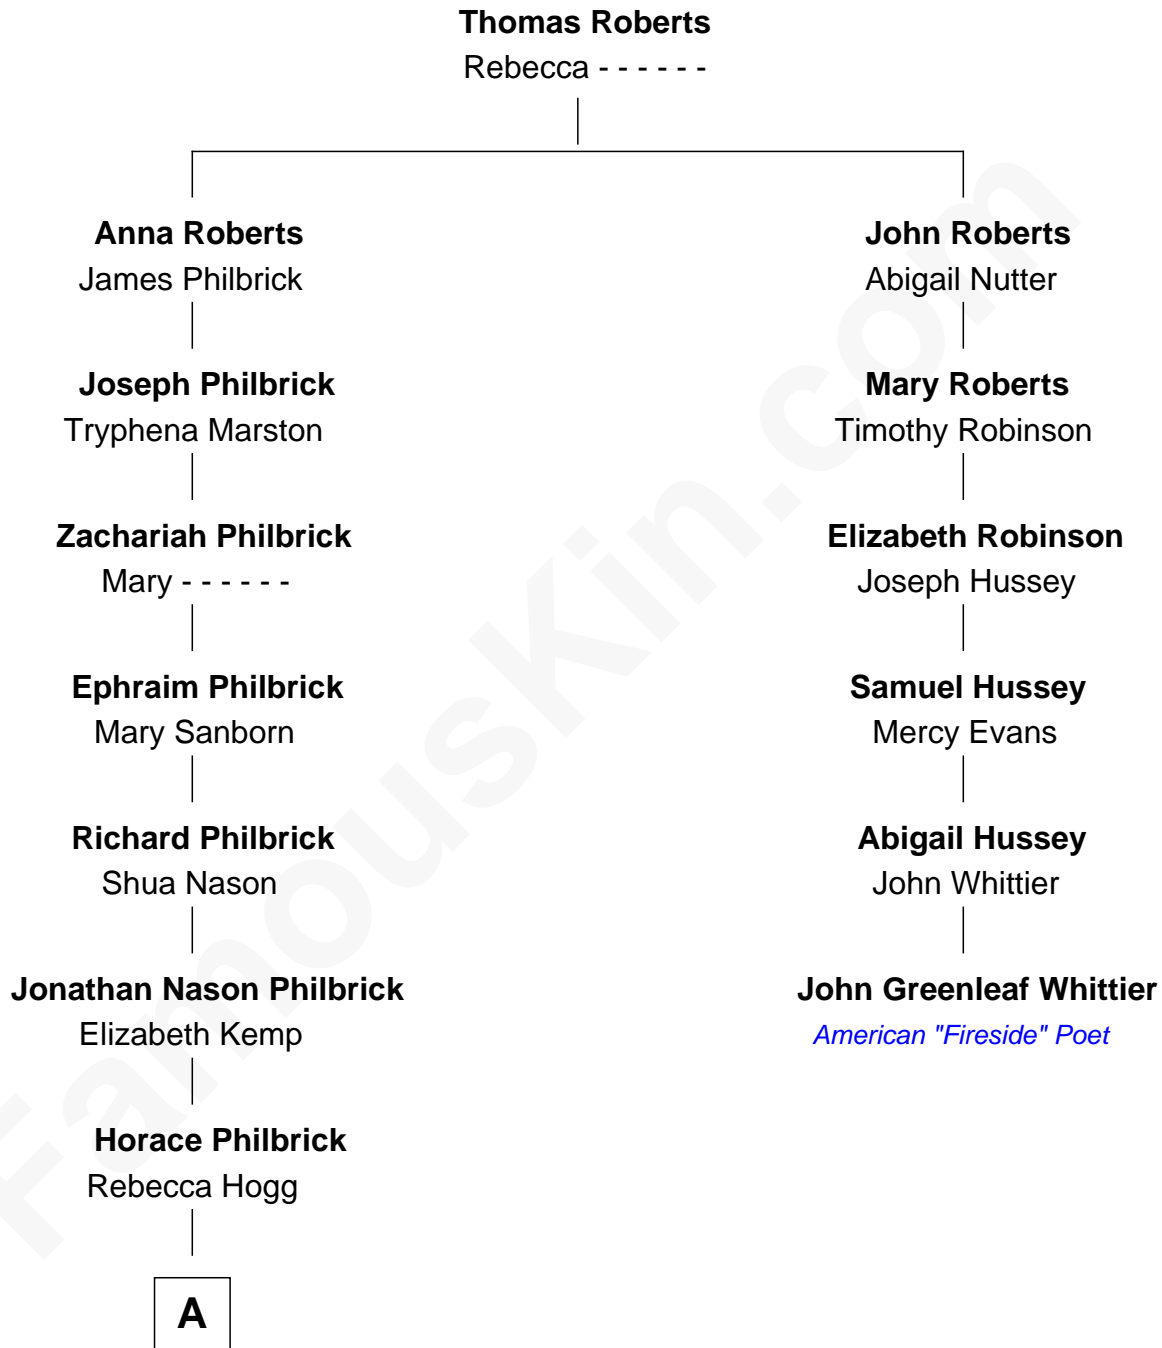 Thomas Roberts
Rebecca - - - - - -
Anna Roberts
James Philbrick
John Roberts
Abigail Nutter
Joseph Philbrick
Tryphena Marston
Mary Roberts
Timothy Robinson
Zachariah Philbrick
Mary - - - - - -
Elizabeth Robinson
Joseph Hussey
Ephraim Philbrick
Mary Sanborn
Samuel Hussey
Mercy Evans
Richard Philbrick
Shua Nason
Abigail Hussey
John Whittier
Jonathan Nason Philbrick
Elizabeth Kemp
John Greenleaf Whittier
American "Fireside" Poet
Horace Philbrick
Rebecca Hogg
A
FamousKin.com